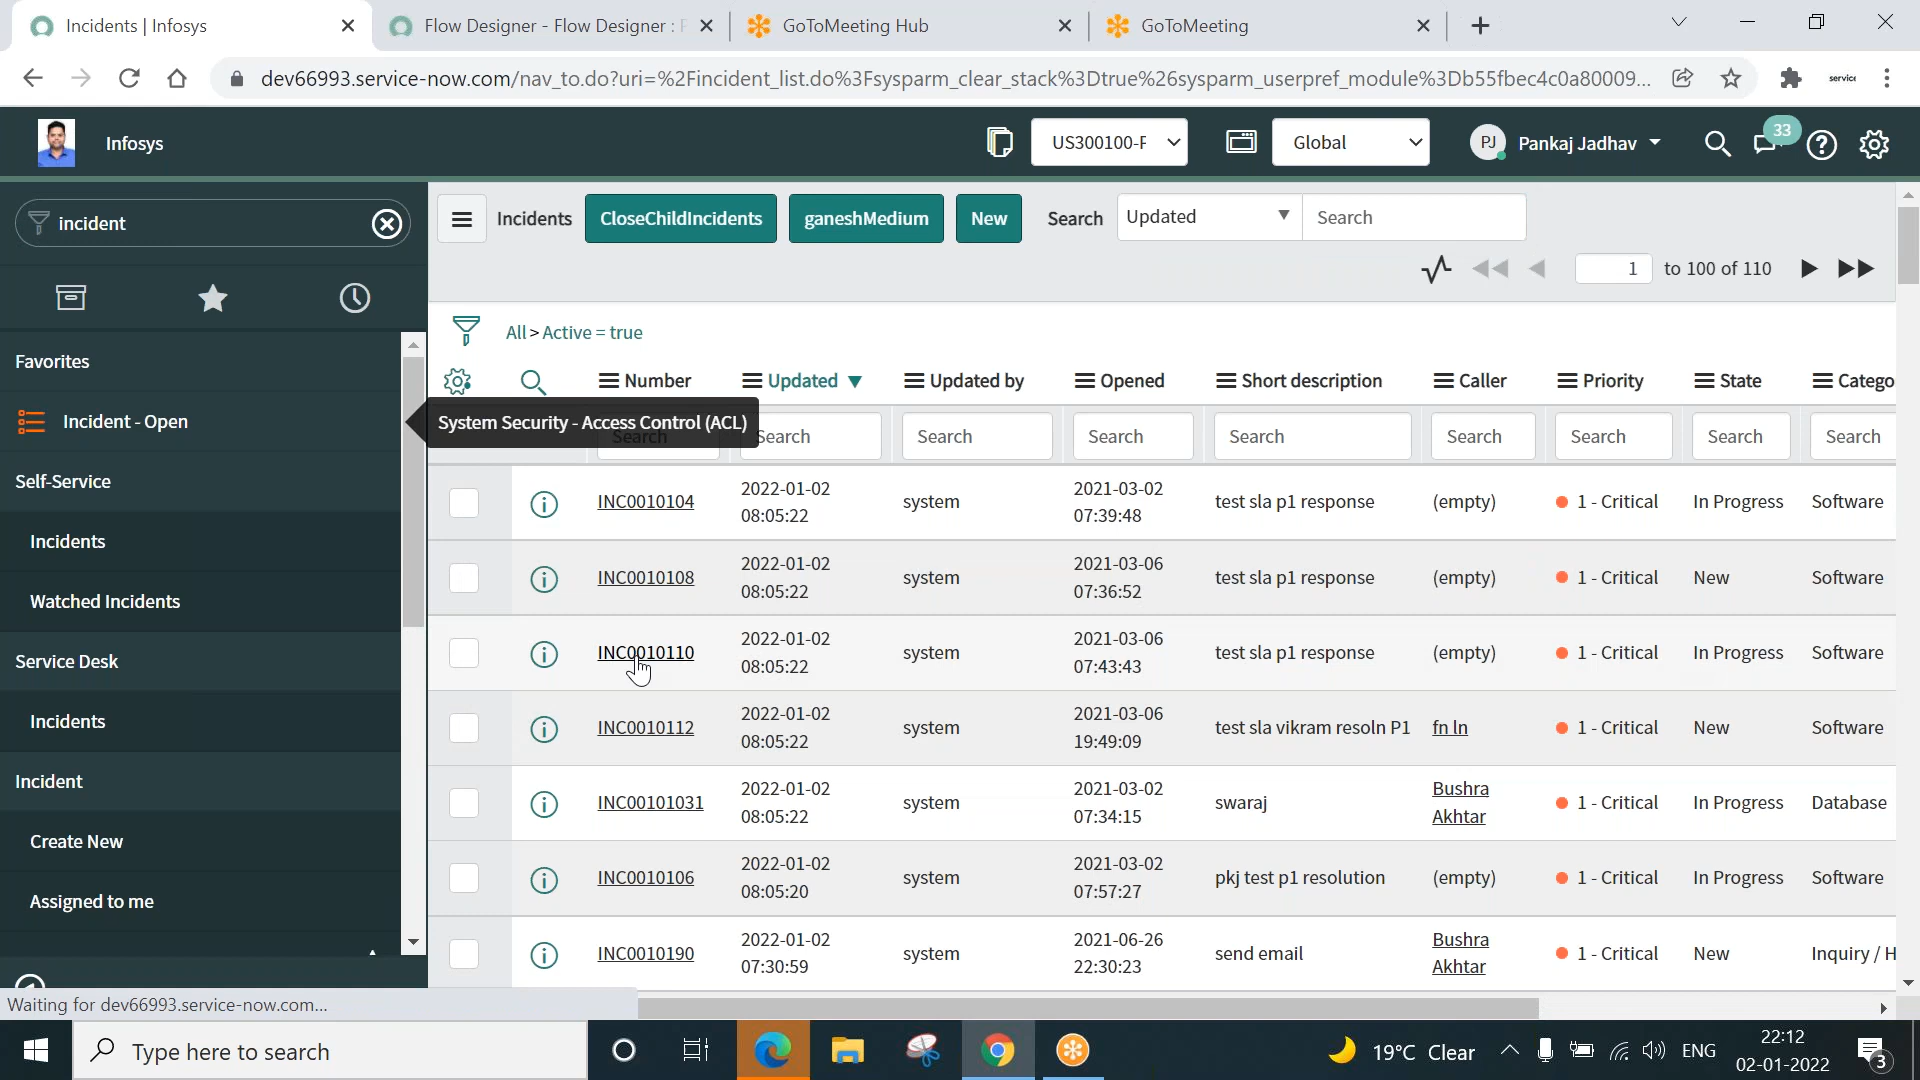 Incidents | Infosys
Flow Designer - Flow Designer :
GoToMeeting Hub
GoToMeeting
dev66993.service-now.com/nav_to.do?uri=%2Fincident_list.do%3Fsysparm_clear_stack%3Dtrue%26sysparm_userpref_module%3Db55fbec4c0a80009...
service
Infosys
US300100-F
Global
PJ
Pankaj Jadhav
33
incident
Incidents
CloseChildIncidents
ganeshMedium
New
Search
Updated
Search
1 to 100 of 110
All > Active = true
Favorites
Incident - Open
Self-Service
Incidents
Watched Incidents
Service Desk
Incidents
Incident
Create New
Assigned to me
System Security - Access Control (ACL)
Number Updated Updated by Opened Short description Caller Priority State Catego
Search Search Search Search Search Search Search Search Search
INC0010104 2022-01-02 08:05:22 system 2021-03-02 07:39:48 test sla p1 response (empty) 1 - Critical In Progress Software
INC0010108 2022-01-02 08:05:22 system 2021-03-06 07:36:52 test sla p1 response (empty) 1 - Critical New Software
INC0010110 2022-01-02 08:05:22 system 2021-03-06 07:43:43 test sla p1 response (empty) 1 - Critical In Progress Software
INC0010112 2022-01-02 08:05:22 system 2021-03-06 19:49:09 test sla vikram resoln P1 fn ln 1 - Critical New Software
INC00101031 2022-01-02 08:05:22 system 2021-03-02 07:34:15 swaraj Bushra Akhtar 1 - Critical In Progress Database
INC0010106 2022-01-02 08:05:20 system 2021-03-02 07:57:27 pkj test p1 resolution (empty) 1 - Critical In Progress Software
INC0010190 2022-01-02 07:30:59 system 2021-06-26 22:30:23 send email Bushra Akhtar 1 - Critical New Inquiry / H
Waiting for dev66993.service-now.com...
Type here to search
19°C Clear
ENG
22:12
02-01-2022
3